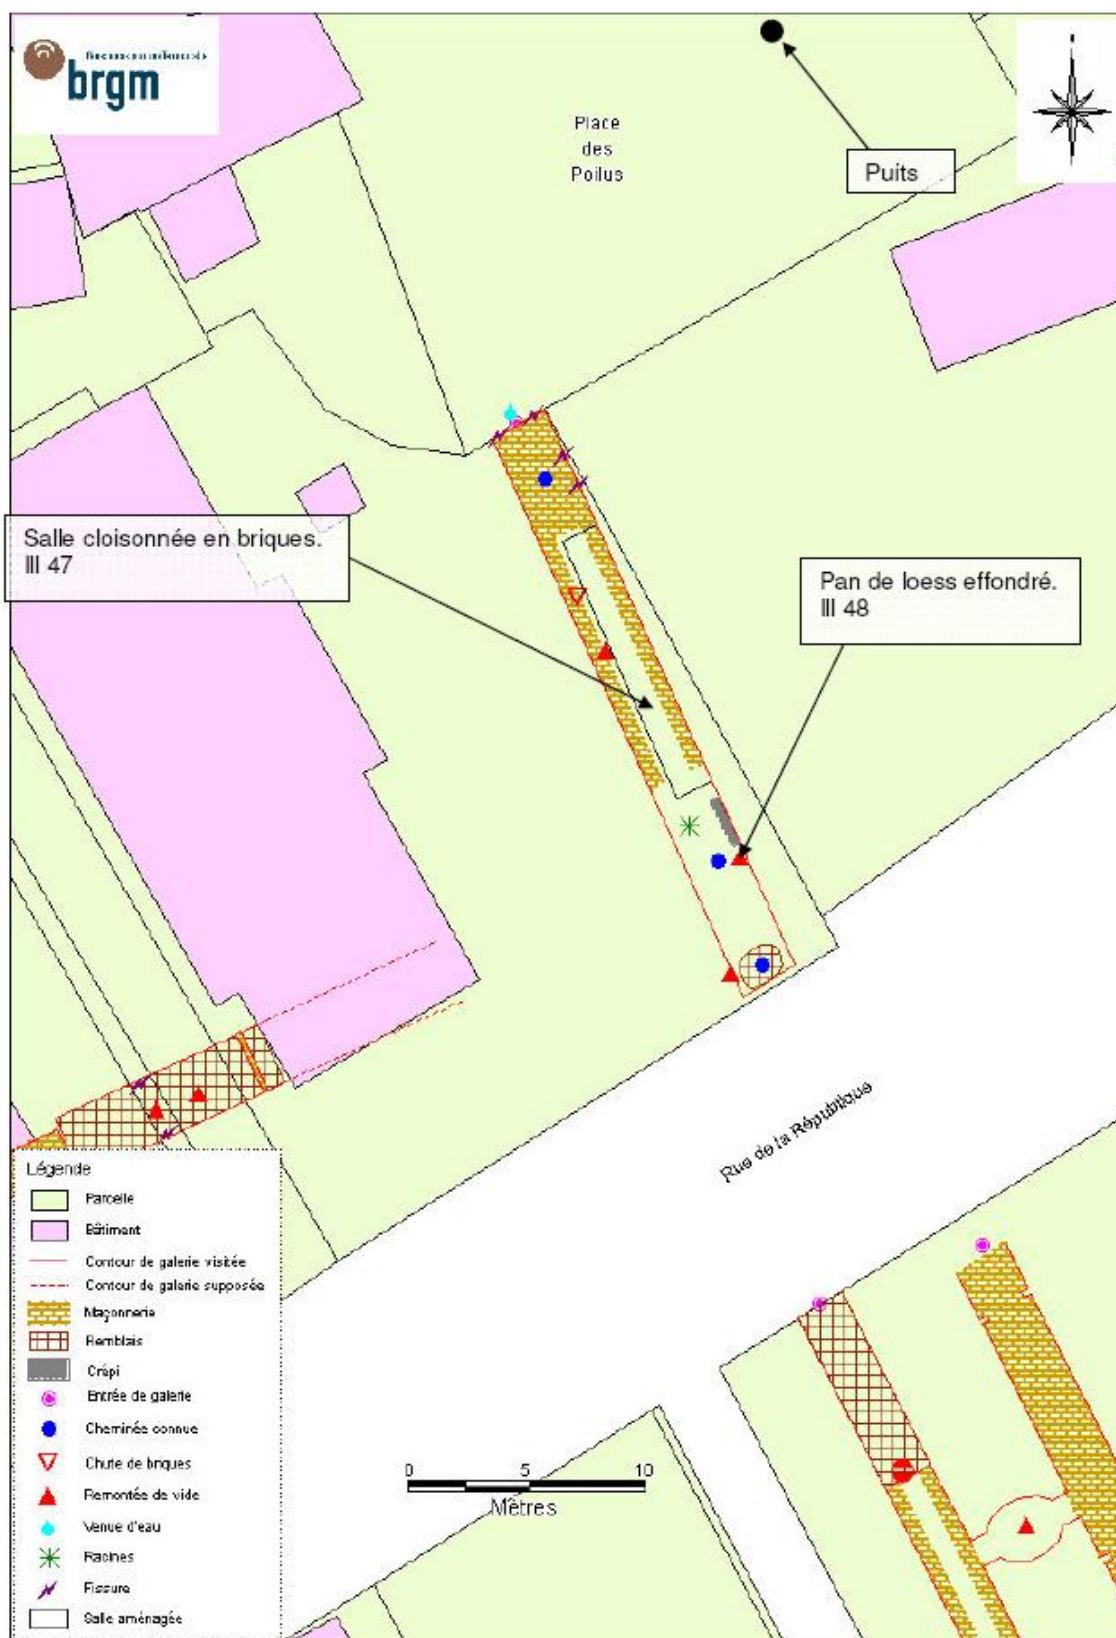 brgm
Place
des
Poilus
Puits
Salle cloisonnée en briques.
III 47
Pan de loess effondré.
III 48
Rue de la République
Légende
Parcelle
Bâtiment
Contour de galerie visitée
Contour de galerie supposée
Maçonnerie
Remblais
Crépi
Entrée de galerie
Cheminée connue
Chute de briques
Remontée de vide
Venue d'eau
Racines
Fissure
Salle aménagée
0 5 10
Mètres